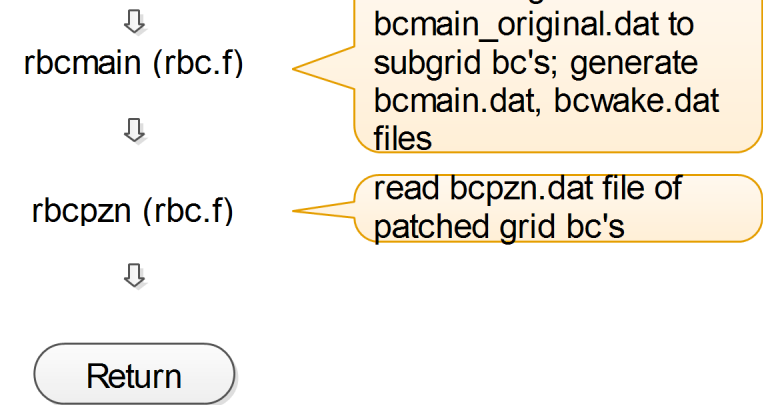 bcmain_original.dat to
rbcmain (rbc.f)
subgrid bc's; generate
bcmain.dat, bcwake.dat
files
rbcpzn (rbc.f)
read bcpzn.dat file of
patched grid bc's
Return